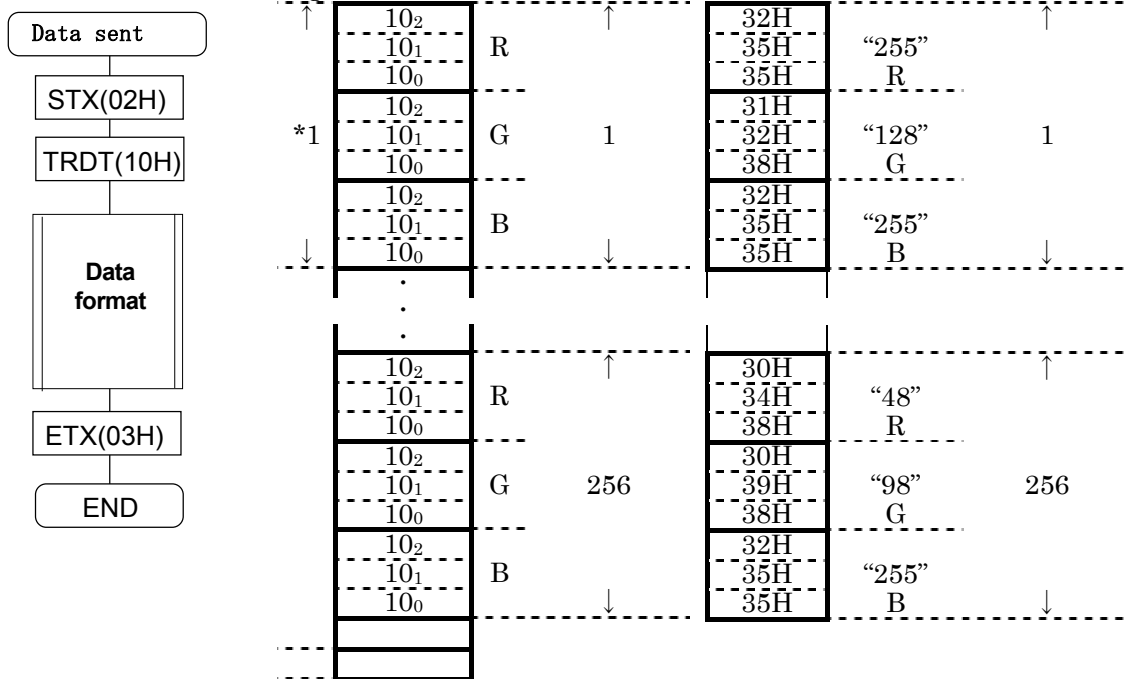 Data sent
STX(02H)
TRDT(10H)
Data
format
ETX(03H)
END
↑ 10₂ ↑ 32H ↑
10₁ R 35H “255”
10₀ 35H R
10₂ 31H
*1 10₁ G 1 32H “128” 1
10₀ 38H G
10₂ 32H
10₁ B 35H “255”
↓ 10₀ ↓ 35H B ↓
.
.
.
10₂ ↑ 30H ↑
10₁ R 34H “48”
10₀ 38H R
10₂ 30H
10₁ G 256 39H “98” 256
10₀ 38H G
10₂ 32H
10₁ B 35H “255”
10₀ ↓ 35H B ↓